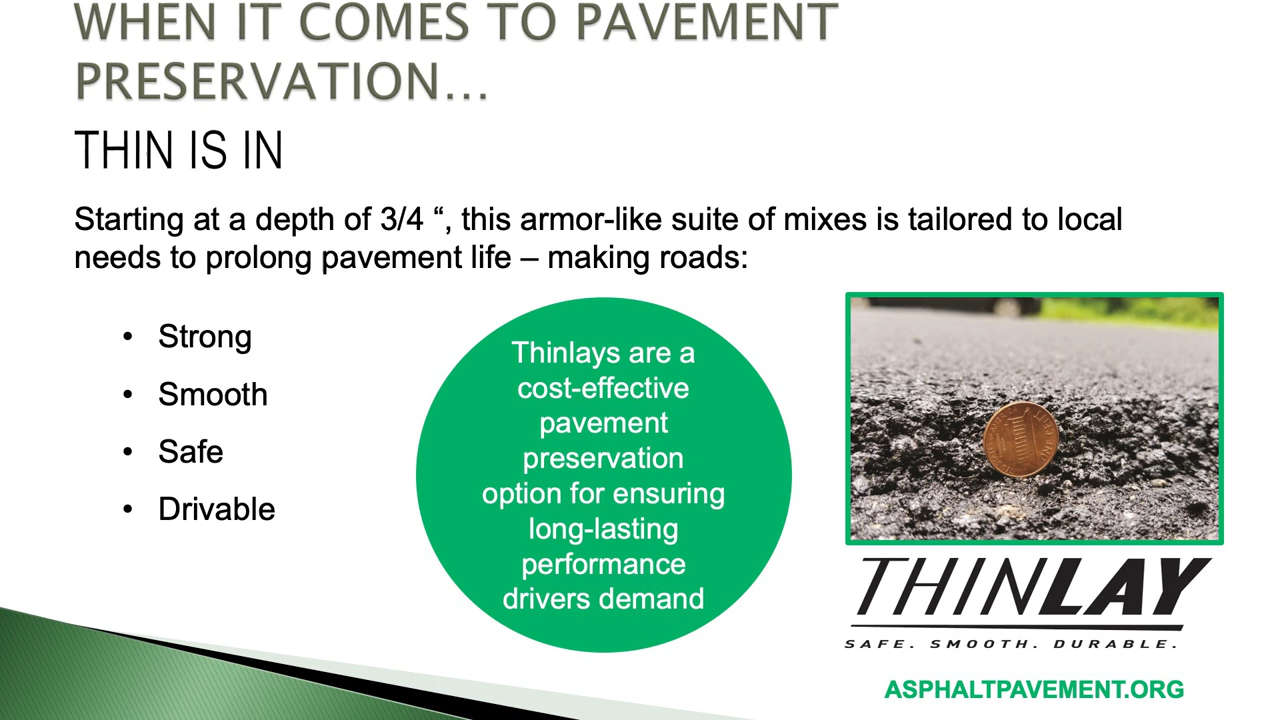 WHEN IT COMES TO PAVEMENT
PRESERVATION…
THIN IS IN
Starting at a depth of 3/4 “, this armor-like suite of mixes is tailored to local
needs to prolong pavement life – making roads:
• Strong
• Smooth
• Safe
• Drivable
Thinlays are a
cost-effective
pavement
preservation
option for ensuring
long-lasting
performance
drivers demand
THINLAY
SAFE. SMOOTH. DURABLE.
ASPHALTPAVEMENT.ORG